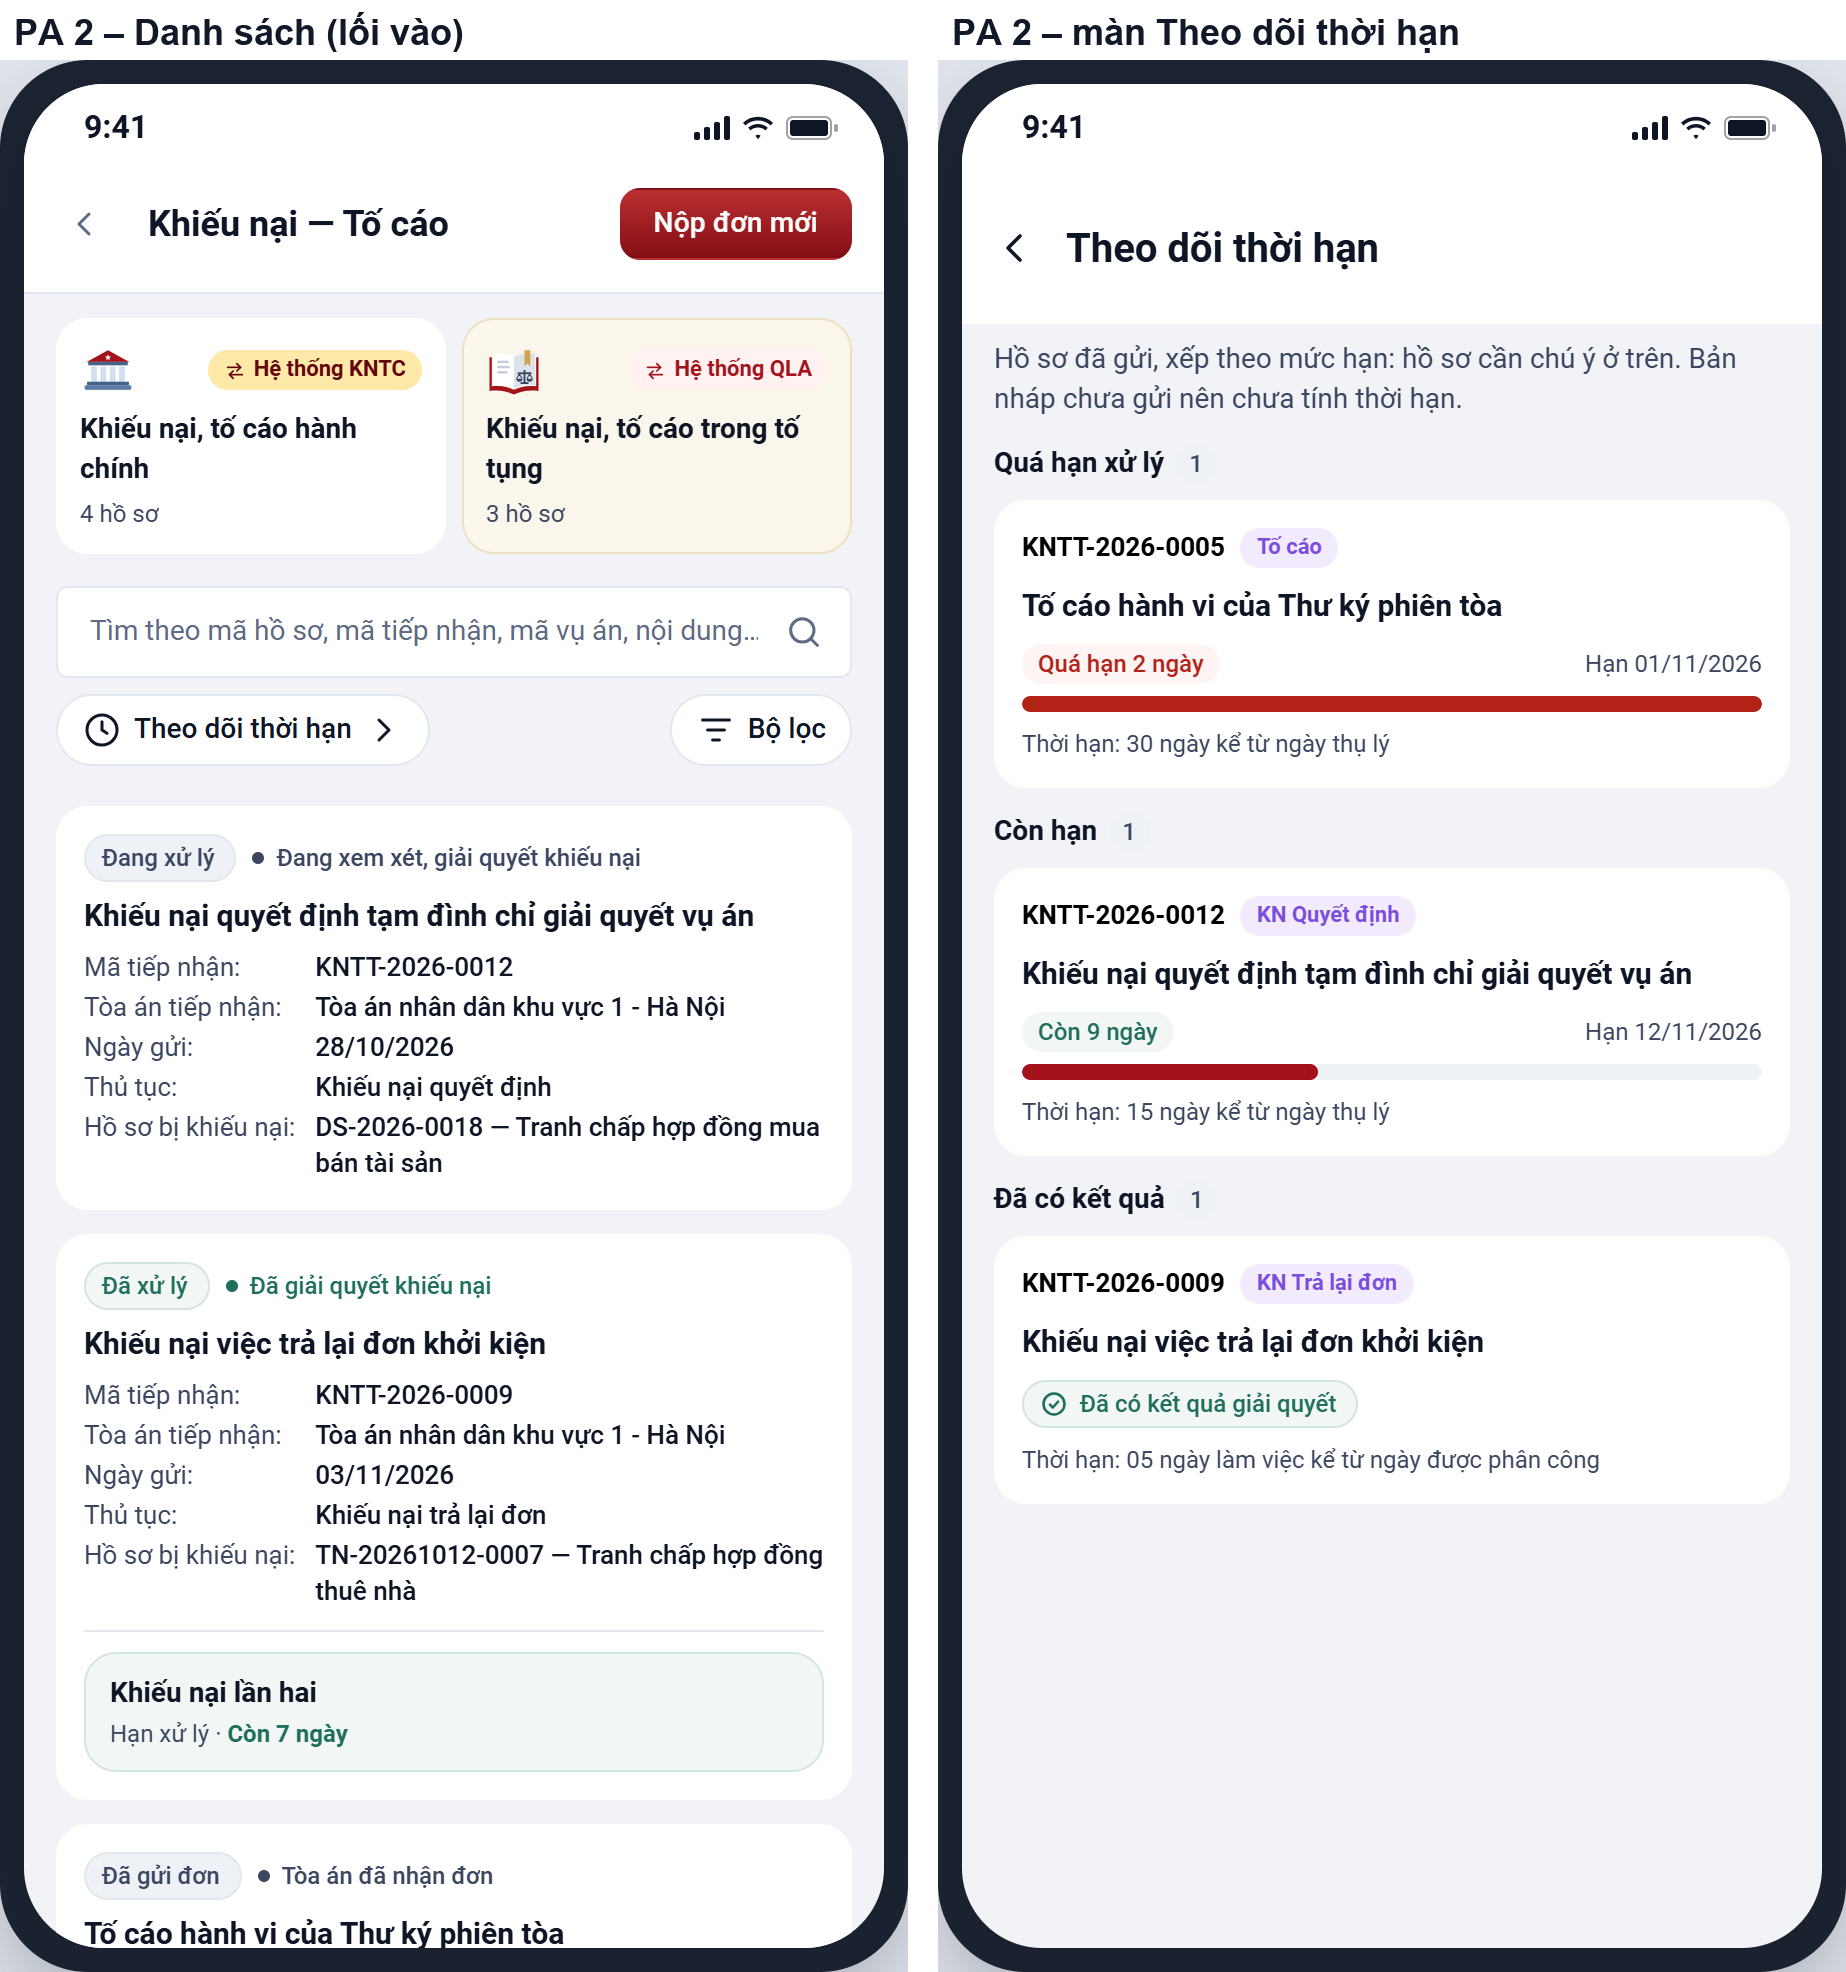 PA 2 – Danh sách (lối vào)
9:41
Khiếu nại — Tố cáo
Nộp đơn mới
Hệ thống KNTC
Khiếu nại, tố cáo hành
chính
4 hồ sơ
Hệ thống QLA
Khiếu nại, tố cáo trong tố
tụng
3 hồ sơ
Tìm theo mã hồ sơ, mã tiếp nhận, mã vụ án, nội dung...
Theo dõi thời hạn
Bộ lọc
Đang xử lý
Đang xem xét, giải quyết khiếu nại
Khiếu nại quyết định tạm đình chỉ giải quyết vụ án
Mã tiếp nhận: KNTT-2026-0012
Tòa án tiếp nhận: Tòa án nhân dân khu vực 1 - Hà Nội
Ngày gửi: 28/10/2026
Thủ tục: Khiếu nại quyết định
Hồ sơ bị khiếu nại: DS-2026-0018 — Tranh chấp hợp đồng mua
bán tài sản
Đã xử lý
Đã giải quyết khiếu nại
Khiếu nại việc trả lại đơn khởi kiện
Mã tiếp nhận: KNTT-2026-0009
Tòa án tiếp nhận: Tòa án nhân dân khu vực 1 - Hà Nội
Ngày gửi: 03/11/2026
Thủ tục: Khiếu nại trả lại đơn
Hồ sơ bị khiếu nại: TN-20261012-0007 — Tranh chấp hợp đồng
thuê nhà
Khiếu nại lần hai
Hạn xử lý · Còn 7 ngày
Đã gửi đơn
Tòa án đã nhận đơn
Tố cáo hành vi của Thư ký phiên tòa
PA 2 – màn Theo dõi thời hạn
9:41
Theo dõi thời hạn
Hồ sơ đã gửi, xếp theo mức hạn: hồ sơ cần chú ý ở trên. Bản
nháp chưa gửi nên chưa tính thời hạn.
Quá hạn xử lý 1
KNTT-2026-0005 Tố cáo
Tố cáo hành vi của Thư ký phiên tòa
Quá hạn 2 ngày Hạn 01/11/2026
Thời hạn: 30 ngày kể từ ngày thụ lý
Còn hạn 1
KNTT-2026-0012 KN Quyết định
Khiếu nại quyết định tạm đình chỉ giải quyết vụ án
Còn 9 ngày Hạn 12/11/2026
Thời hạn: 15 ngày kể từ ngày thụ lý
Đã có kết quả 1
KNTT-2026-0009 KN Trả lại đơn
Khiếu nại việc trả lại đơn khởi kiện
Đã có kết quả giải quyết
Thời hạn: 05 ngày làm việc kể từ ngày được phân công